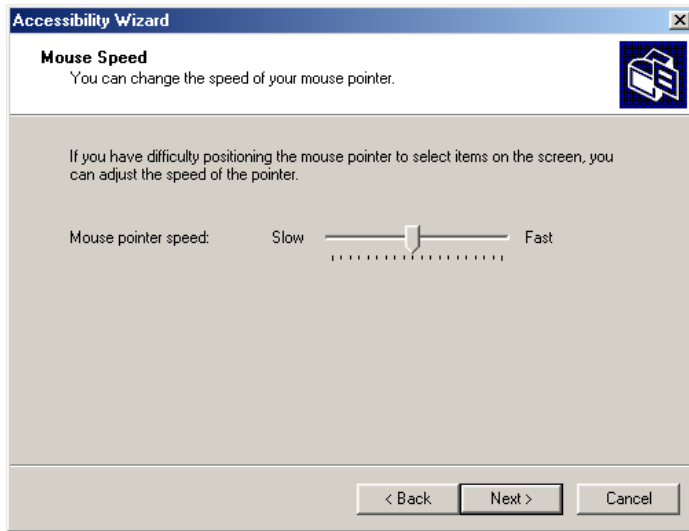 Accessibility Wizard
Mouse Speed
You can change the speed of your mouse pointer.
If you have difficulty positioning the mouse pointer to select items on the screen, you
can adjust the speed of the pointer.
Mouse pointer speed: Slow Fast
< Back Next > Cancel